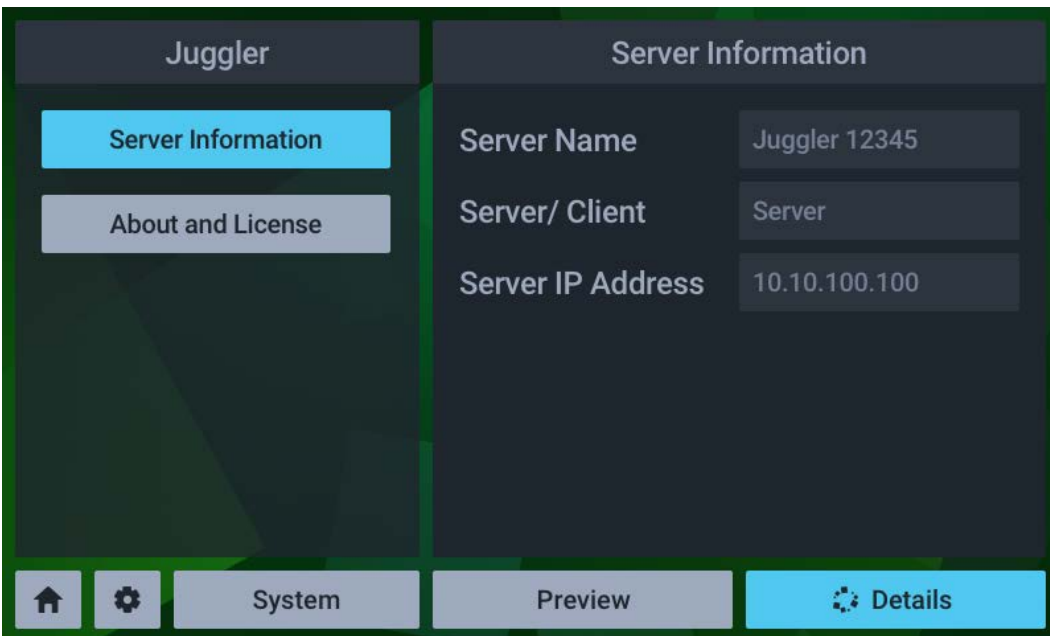 Juggler
Server Information
About and License
Server Information
Server Name Juggler 12345
Server/ Client Server
Server IP Address 10.10.100.100
System Preview Details